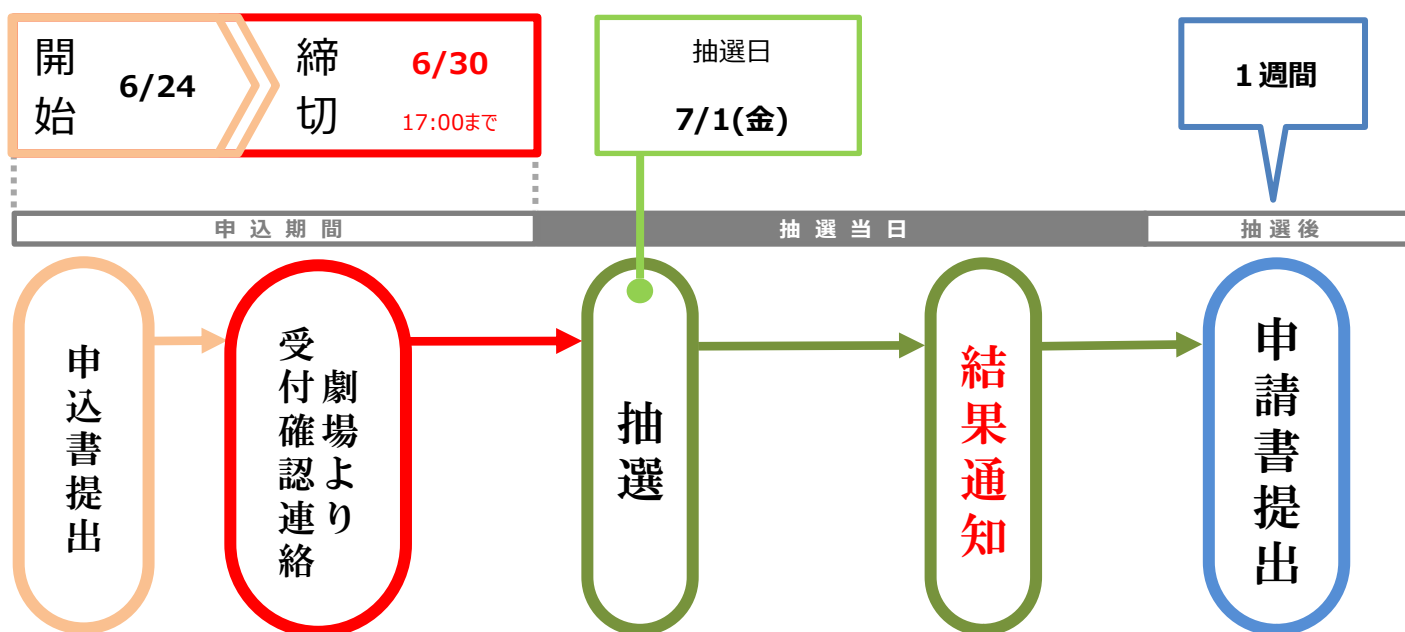 開始
6/24
締切
6/30
17:00まで
抽選日
7/1(金)
1週間
申込期間
抽選当日
抽選後
申込書提出
劇場より
受付確認連絡
抽選
結果通知
申請書提出